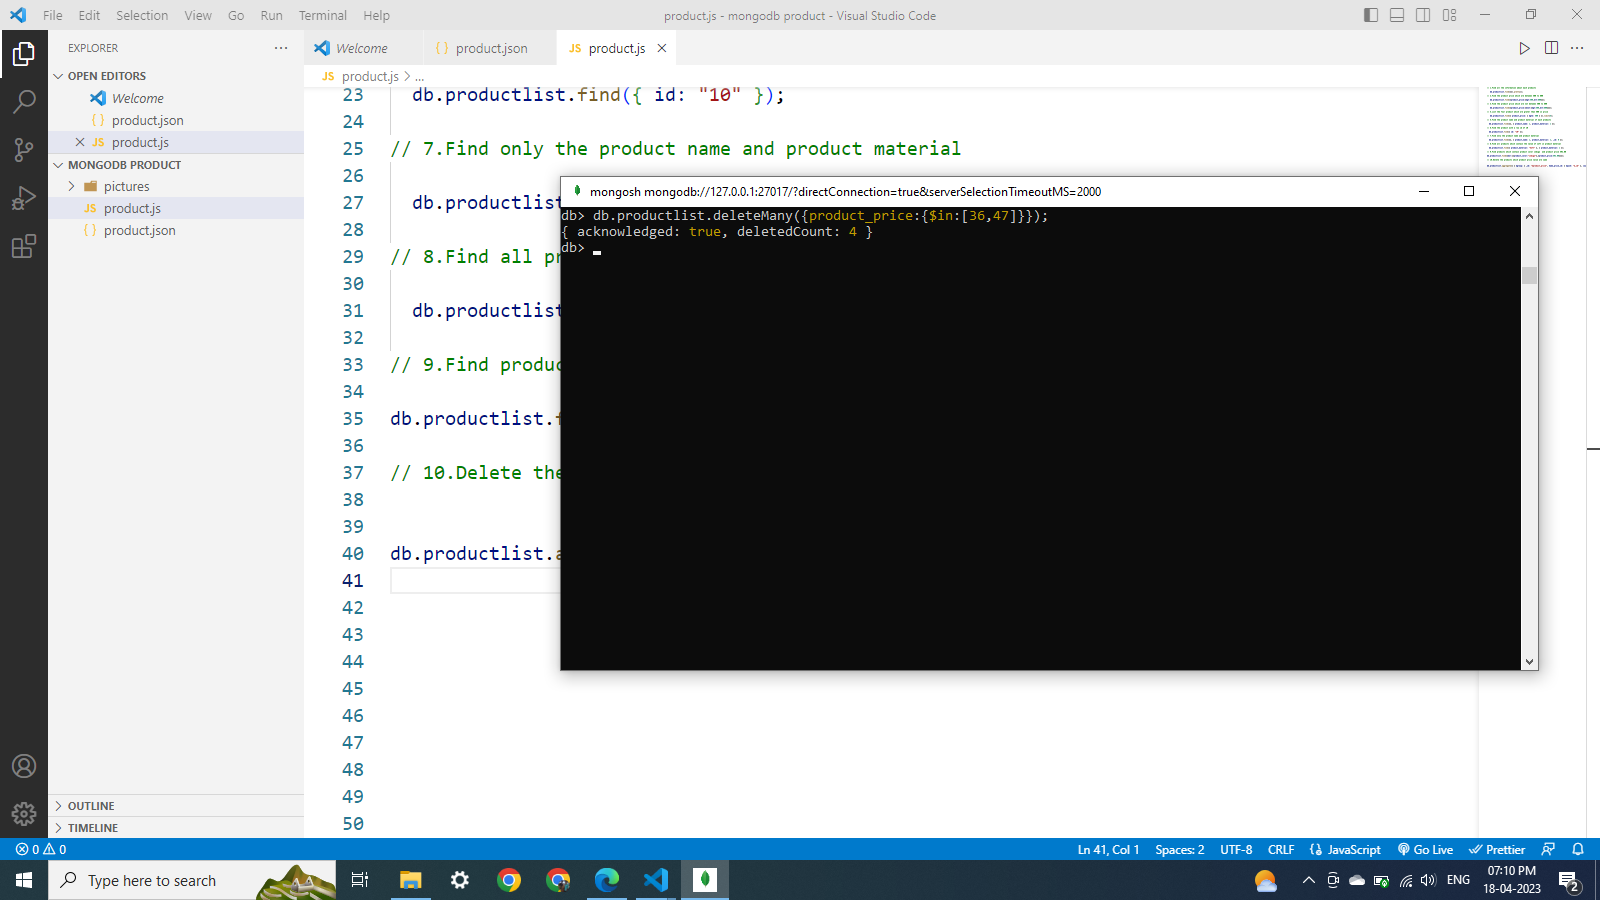 File Edit Selection View Go Run Terminal Help
product.js - mongodb product - Visual Studio Code
EXPLORER
OPEN EDITORS
Welcome
{} product.json
JS product.js
MONGODB PRODUCT
pictures
JS product.js
{} product.json
OUTLINE
TIMELINE
Welcome
{} product.json
JS product.js
JS product.js > ...
23 db.productlist.find({ id: "10" });
24
25 // 7.Find only the product name and product material
26
27 db.productlist
28
29 // 8.Find all pr
30
31 db.productlist
32
33 // 9.Find produc
34
35 db.productlist.f
36
37 // 10.Delete the
38
39
40 db.productlist.a
41
42
43
44
45
46
47
48
49
50
mongosh mongodb://127.0.0.1:27017/?directConnection=true&serverSelectionTimeoutMS=2000
db> db.productlist.deleteMany({product_price:{$in:[36,47]}});
{ acknowledged: true, deletedCount: 4 }
db>
0 0
Ln 41, Col 1 Spaces: 2 UTF-8 CRLF {} JavaScript Go Live Prettier
Type here to search
ENG
07:10 PM
18-04-2023
2